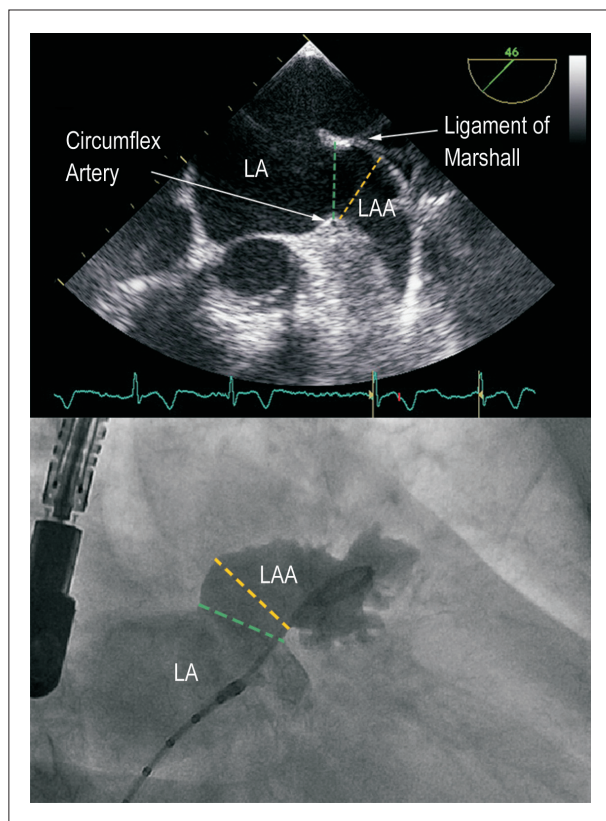 46
Circumflex
Artery
Ligament of
Marshall
LA
LAA
LAA
LA